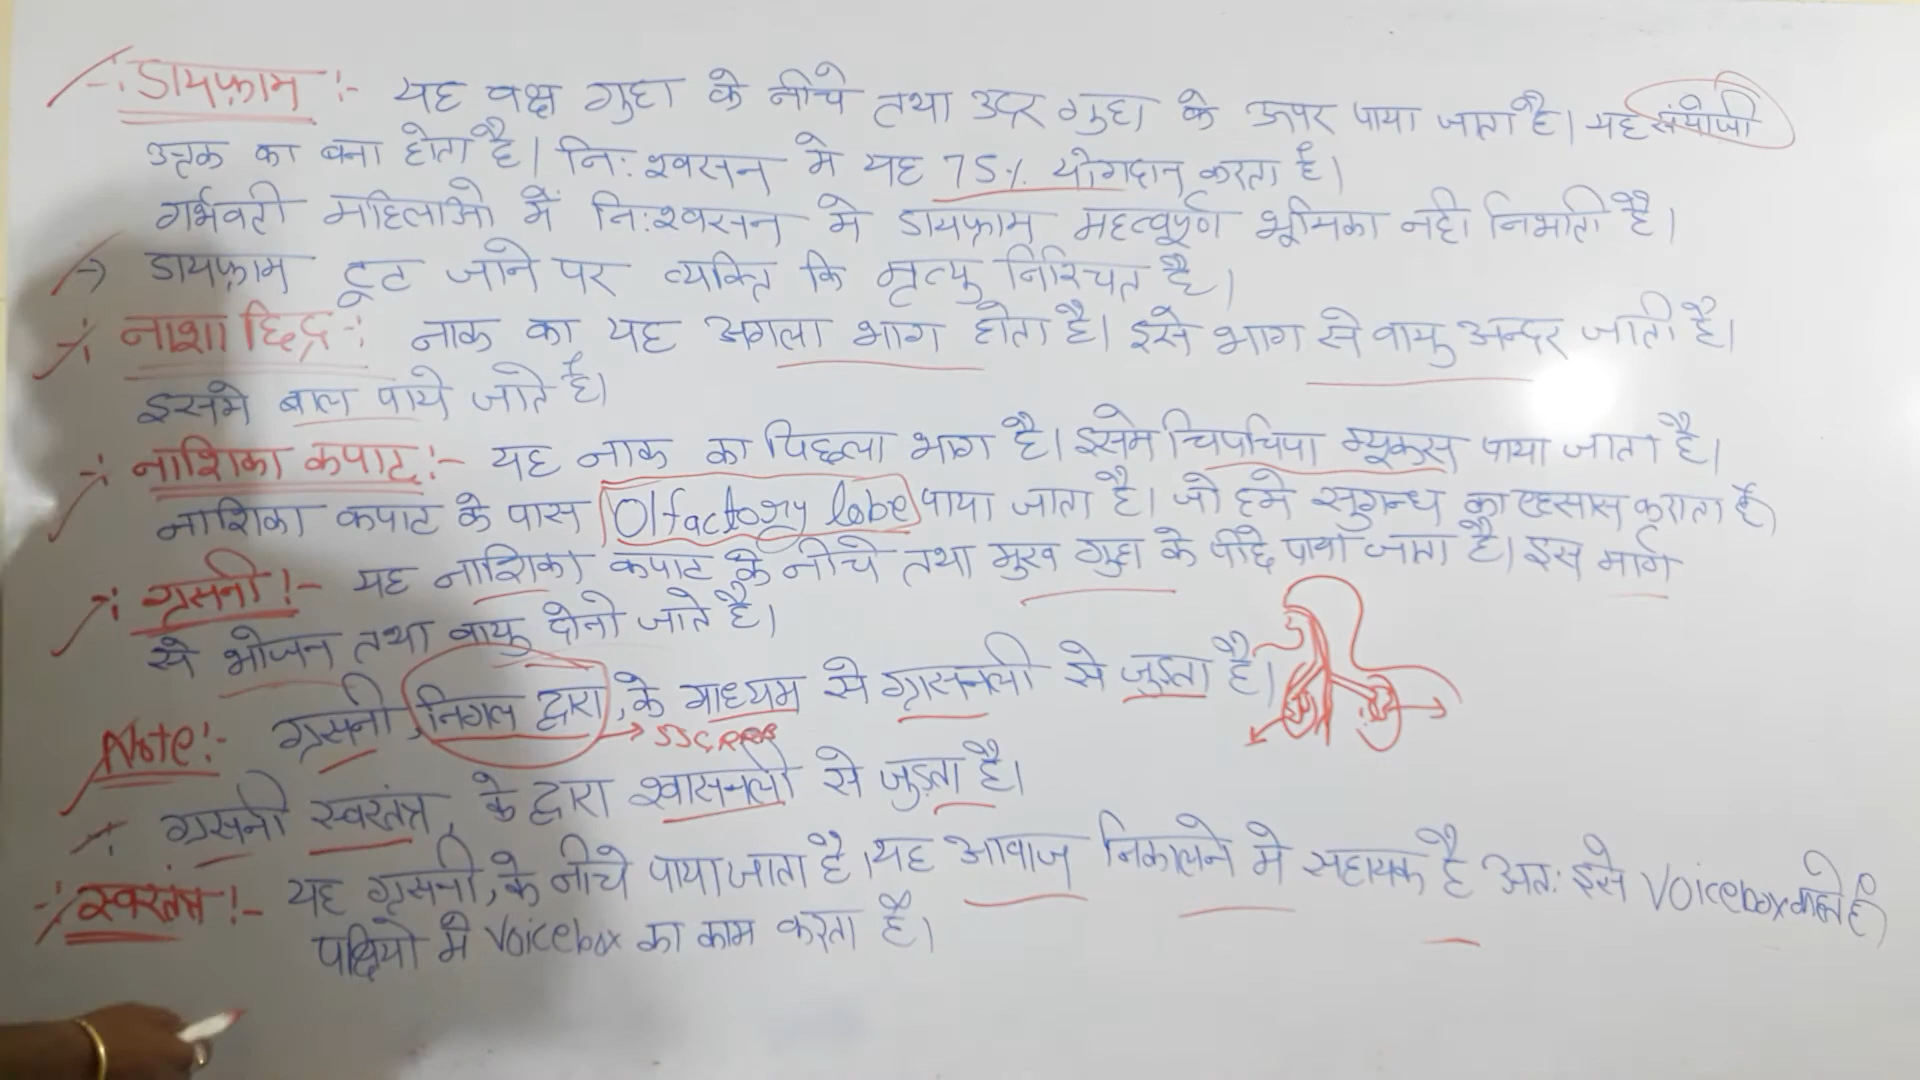 -: डायफ्राम :- यह वक्ष गुहा के नीचे तथा उदर गुहा के ऊपर पाया जाता है। यह संयोजी
उत्तक का बना होता है। नि:श्वसन मे यह 75% योगदान करता है।
गर्भवती महिलाओ में नि:श्वसन मे डायफ्राम महत्वपूर्ण भूमिका नही निभाती है।
→ डायफ्राम टूट जाने पर व्यक्ति कि मृत्यु निश्चित है।
-: नाशा छिद्र -: नाक का यह अगला भाग होता है। इसे भाग से वायु अन्दर जाती है।
इसमे बाल पाये जाते है।
-: नाशिका कपाट :- यह नाक का पिछला भाग है। इसमे चिपचिपा म्यूकस पाया जाता है।
नाशिका कपाट के पास Olfactory lobe पाया जाता है। जो हमे सुगन्ध का एहसास कराता है
-: ग्रसनी :- यह नाशिका कपाट के नीचे तथा मुख गुहा के पीछे पाया जाता है। इस मार्ग
से भोजन तथा वायु दोनो जाते है।
Note:- ग्रसनी, निगल द्वारा, के माध्यम से ग्रासनली से जुड़ता है।
-: ग्रसनी स्वरतंत्र, के द्वारा श्वासनली से जुड़ता है।
-: स्वरतंत्र :- यह ग्रसनी, के नीचे पाया जाता है। यह आवाज निकालने मे सहायक है अत: इसे Voicebox कहते है
पक्षियो मे Voicebox का काम करता है।